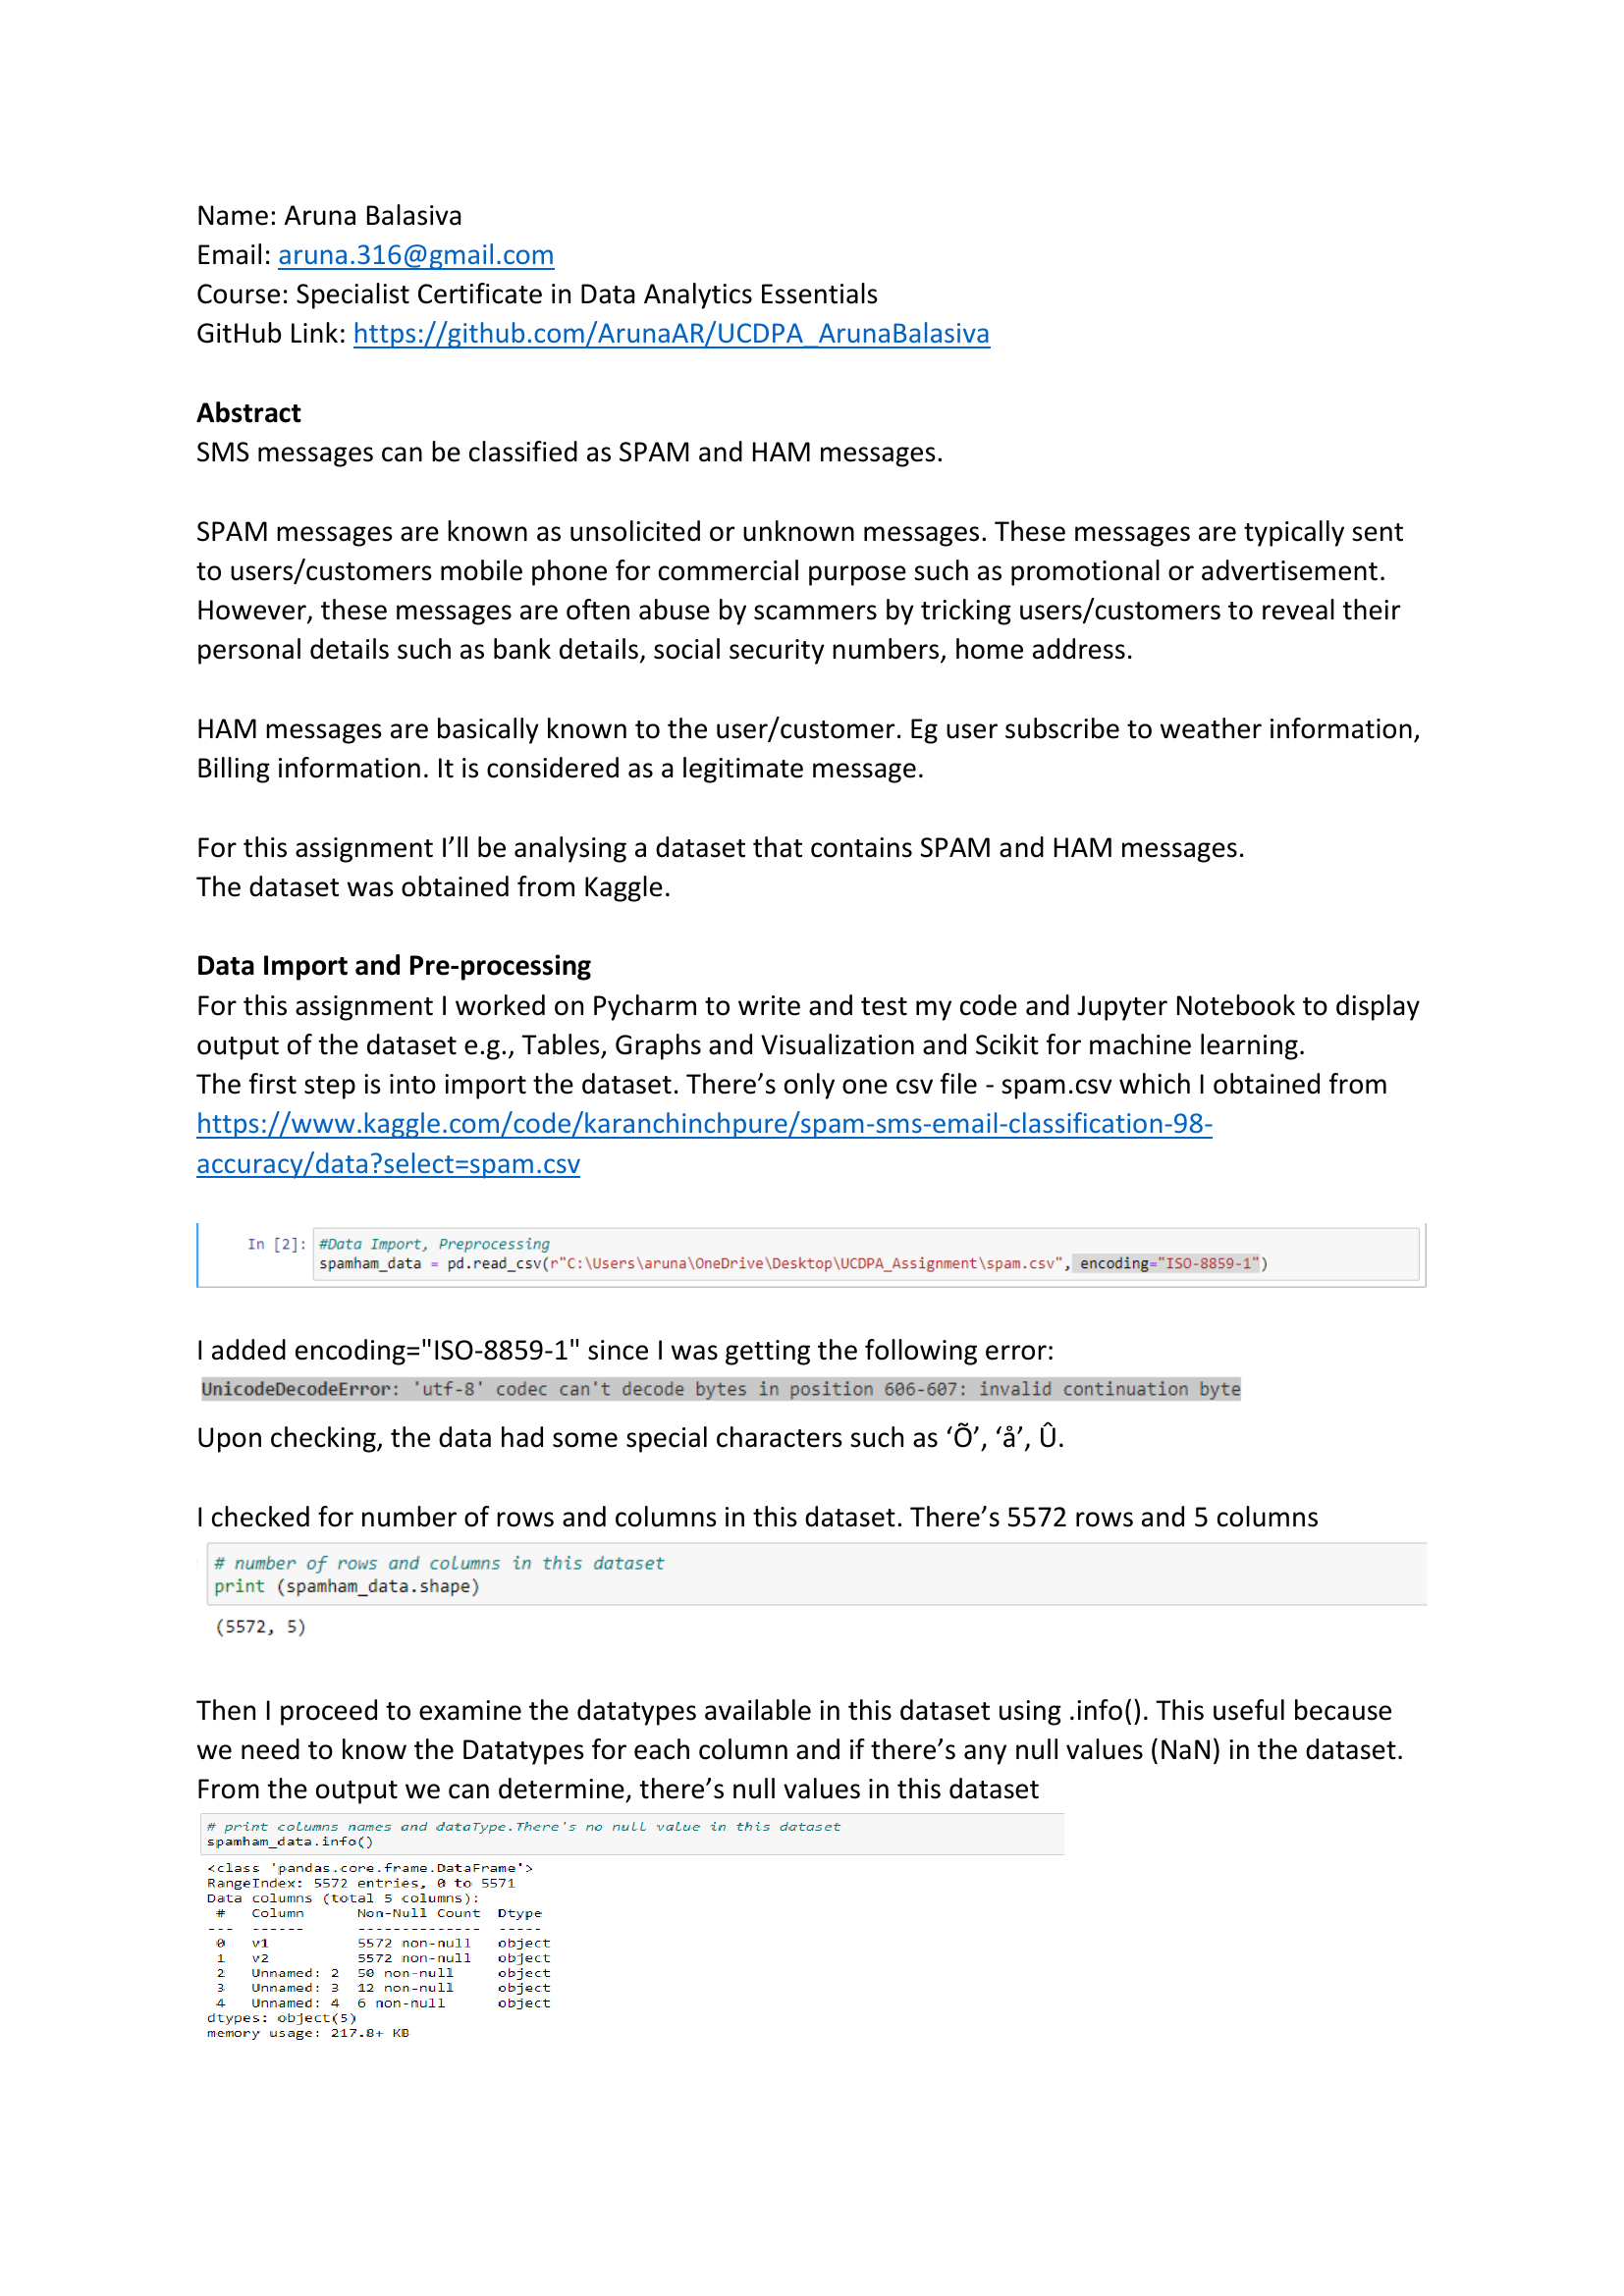 Name: Aruna Balasiva
Email: aruna.316@gmail.com
Course: Specialist Certificate in Data Analytics Essentials
GitHub Link: https://github.com/ArunaAR/UCDPA_ArunaBalasiva
Abstract
SMS messages can be classified as SPAM and HAM messages.
SPAM messages are known as unsolicited or unknown messages. These messages are typically sent
to users/customers mobile phone for commercial purpose such as promotional or advertisement.
However, these messages are often abuse by scammers by tricking users/customers to reveal their
personal details such as bank details, social security numbers, home address.
HAM messages are basically known to the user/customer. Eg user subscribe to weather information,
Billing information. It is considered as a legitimate message.
For this assignment I’ll be analysing a dataset that contains SPAM and HAM messages.
The dataset was obtained from Kaggle.
Data Import and Pre-processing
For this assignment I worked on Pycharm to write and test my code and Jupyter Notebook to display
output of the dataset e.g., Tables, Graphs and Visualization and Scikit for machine learning.
The first step is into import the dataset. There’s only one csv file - spam.csv which I obtained from
https://www.kaggle.com/code/karanchinchpure/spam-sms-email-classification-98-
accuracy/data?select=spam.csv
In [2]: #Data Import, Preprocessing
spamham_data = pd.read_csv(r"C:\Users\aruna\OneDrive\Desktop\UCDPA_Assignment\spam.csv", encoding="ISO-8859-1")
I added encoding="ISO-8859-1" since I was getting the following error:
UnicodeDecodeError: 'utf-8' codec can't decode bytes in position 606-607: invalid continuation byte
Upon checking, the data had some special characters such as ‘Õ’, ‘å’, Û.
I checked for number of rows and columns in this dataset. There’s 5572 rows and 5 columns
# number of rows and columns in this dataset
print (spamham_data.shape)
(5572, 5)
Then I proceed to examine the datatypes available in this dataset using .info(). This useful because
we need to know the Datatypes for each column and if there’s any null values (NaN) in the dataset.
From the output we can determine, there’s null values in this dataset
# print columns names and dataType.There's no null value in this dataset
spamham_data.info()
<class 'pandas.core.frame.DataFrame'>
RangeIndex: 5572 entries, 0 to 5571
Data columns (total 5 columns):
# Column Non-Null Count Dtype
--- ------ -------------- -----
0 v1 5572 non-null object
1 v2 5572 non-null object
2 Unnamed: 2 50 non-null object
3 Unnamed: 3 12 non-null object
4 Unnamed: 4 6 non-null object
dtypes: object(5)
memory usage: 217.8+ KB